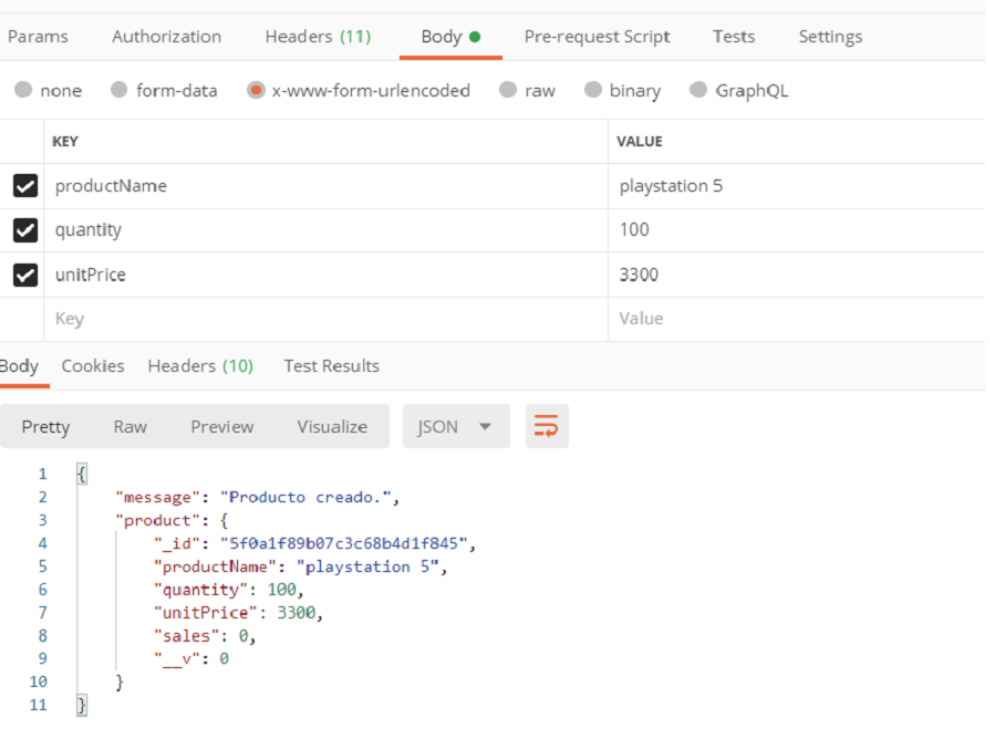 Params Authorization Headers (11) Body Pre-request Script Tests Settings
none form-data x-www-form-urlencoded raw binary GraphQL
KEY VALUE
productName playstation 5
quantity 100
unitPrice 3300
Key Value
Body Cookies Headers (10) Test Results
Pretty Raw Preview Visualize JSON
1 {
2 "message": "Producto creado.",
3 "product": {
4 "_id": "5f0a1f89b07c3c68b4d1f845",
5 "productName": "playstation 5",
6 "quantity": 100,
7 "unitPrice": 3300,
8 "sales": 0,
9 "__v": 0
10 }
11 }